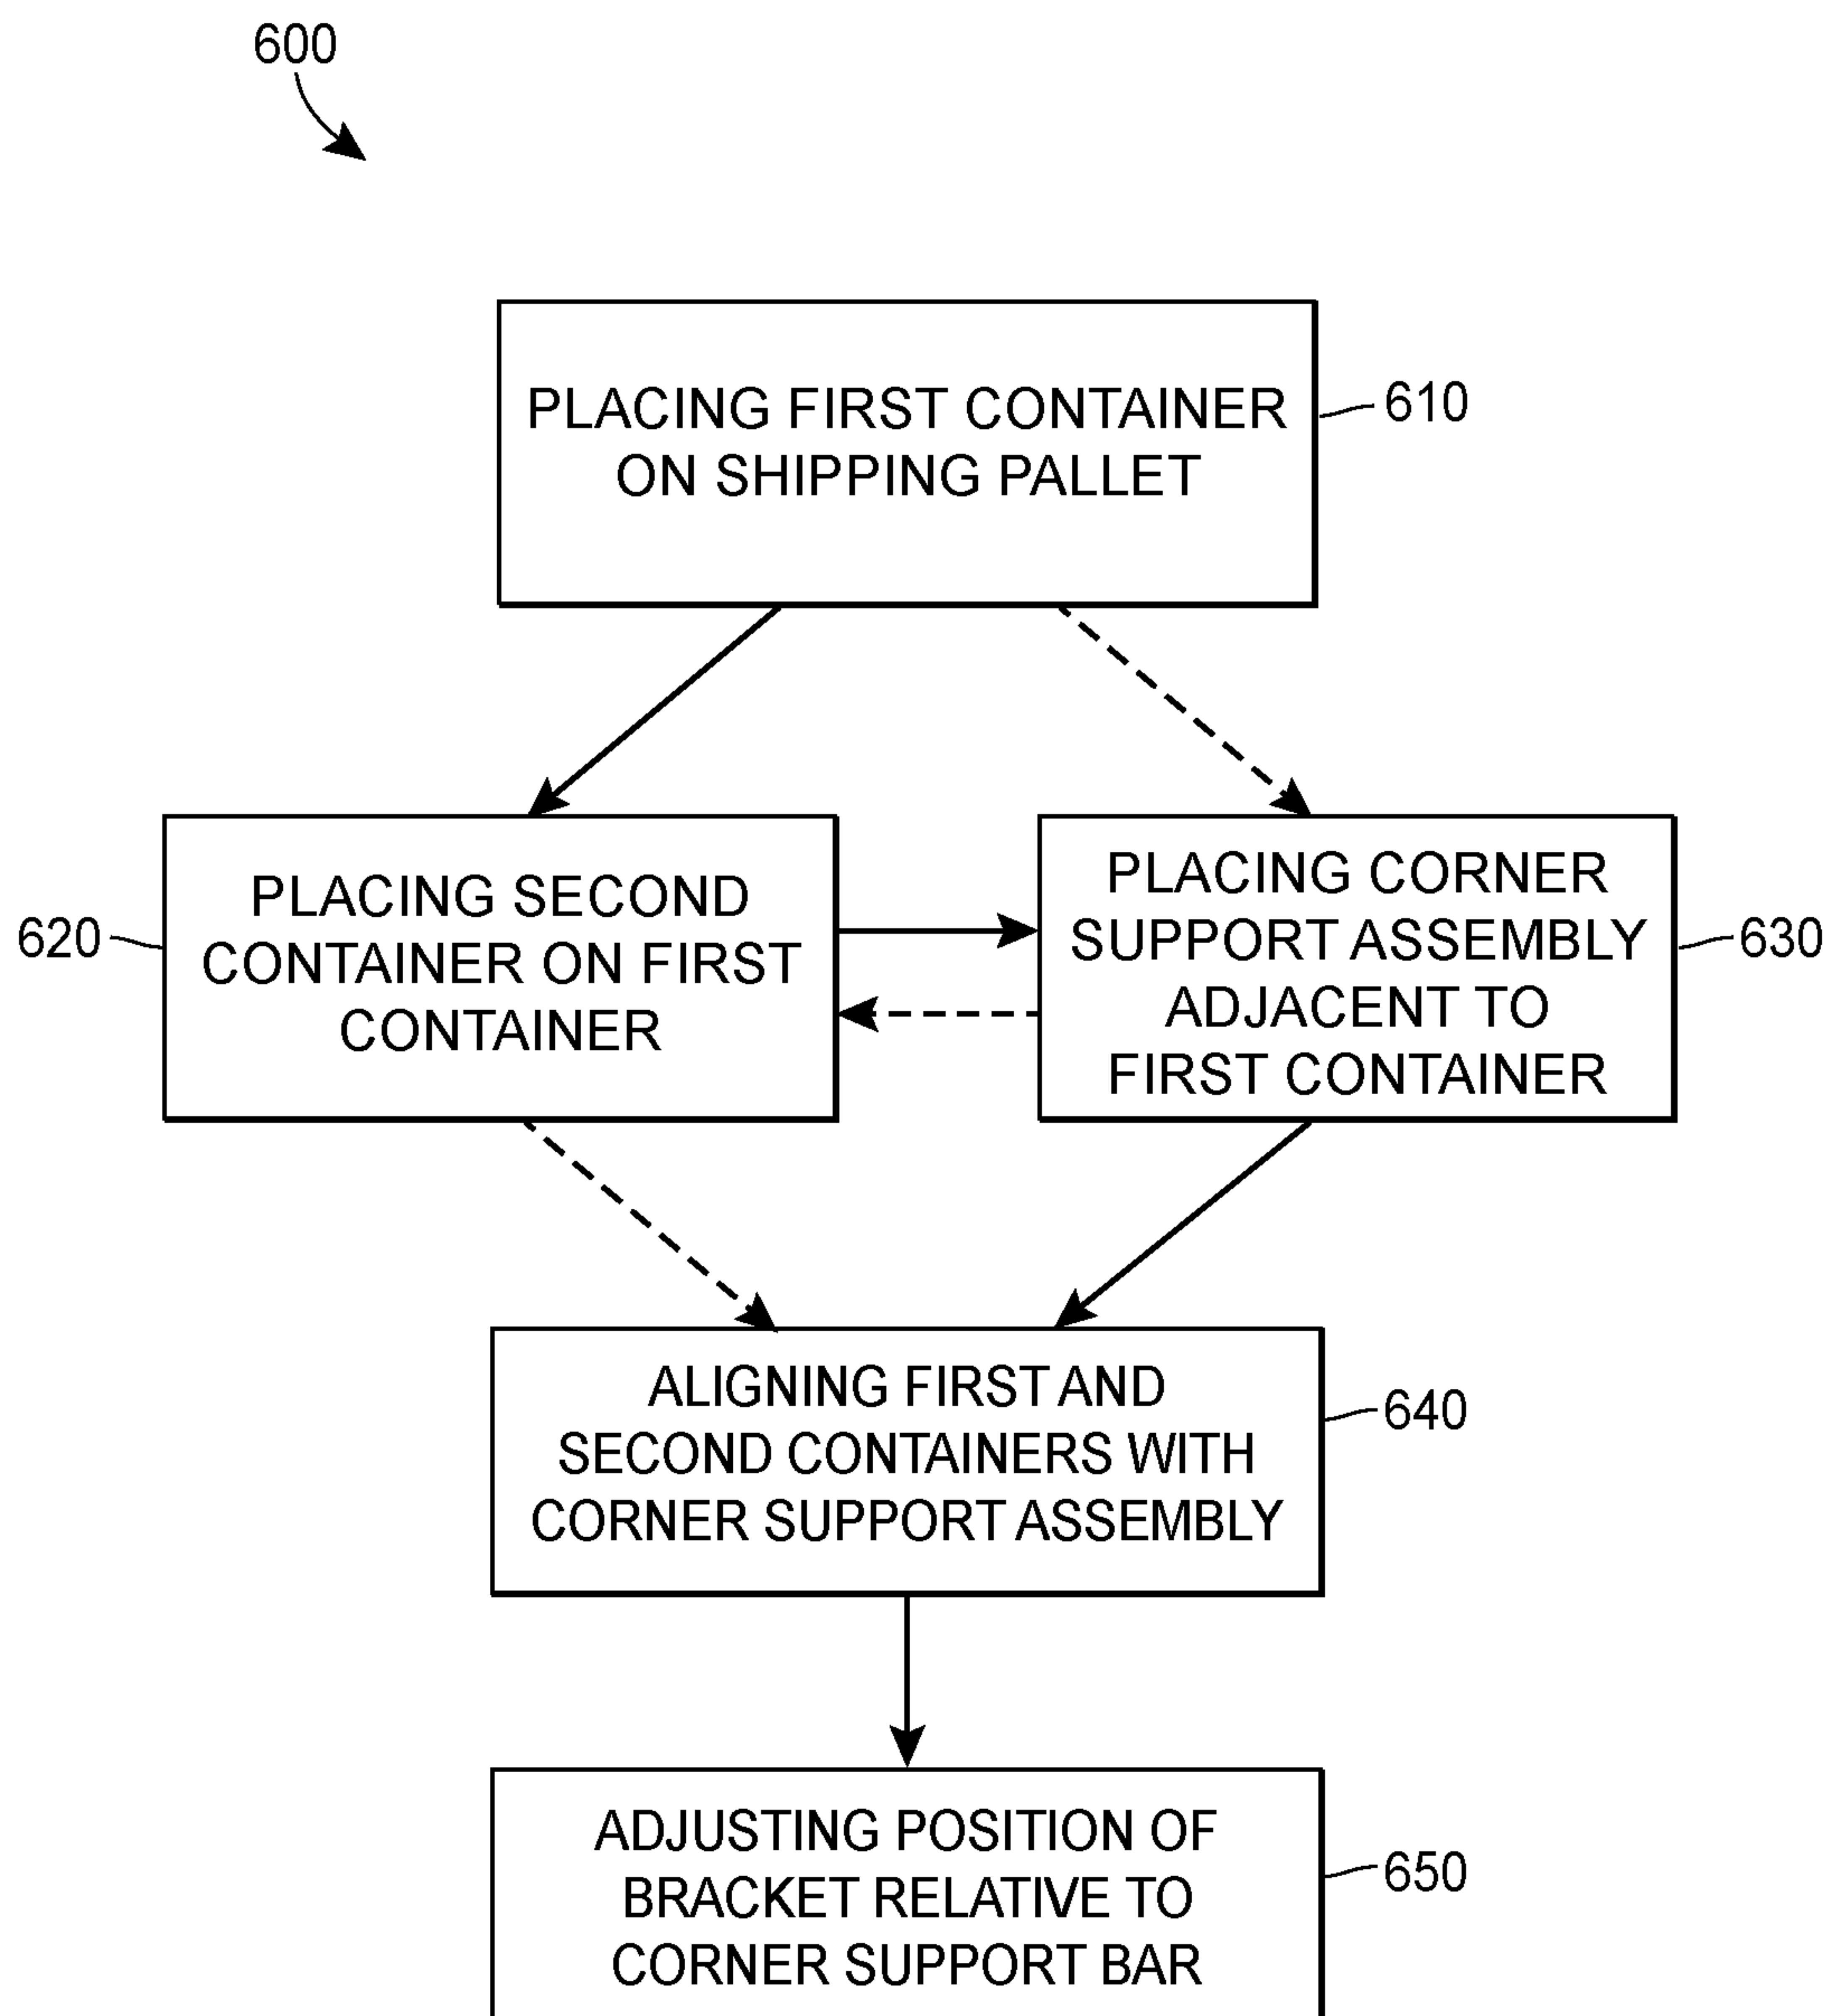 600
PLACING FIRST CONTAINER
ON SHIPPING PALLET
610
PLACING SECOND
CONTAINER ON FIRST
CONTAINER
620
PLACING CORNER
SUPPORT ASSEMBLY
ADJACENT TO
FIRST CONTAINER
630
ALIGNING FIRST AND
SECOND CONTAINERS WITH
CORNER SUPPORT ASSEMBLY
640
ADJUSTING POSITION OF
BRACKET RELATIVE TO
CORNER SUPPORT BAR
650